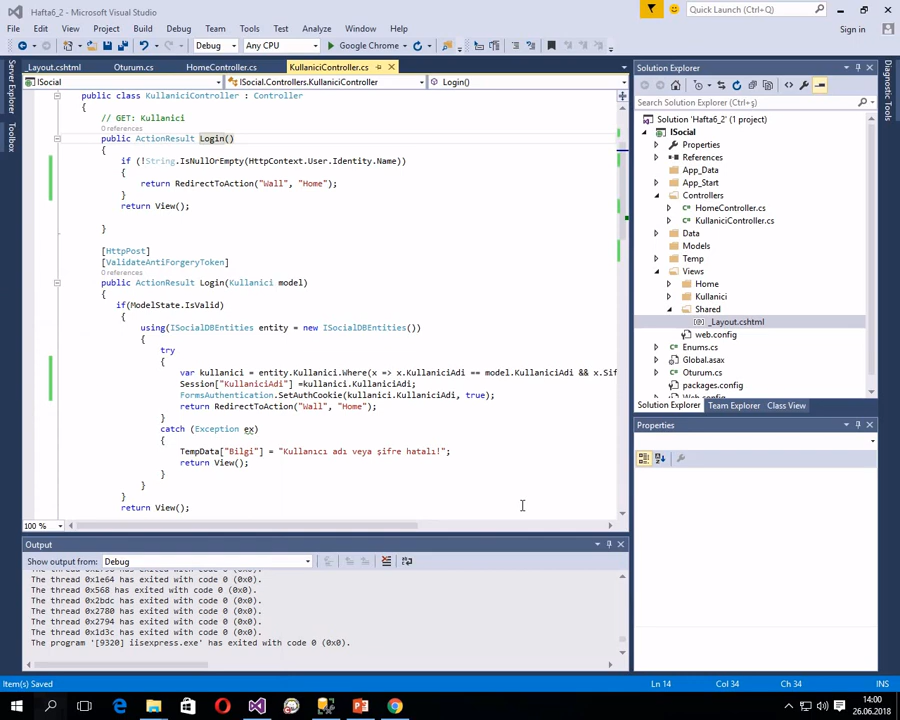 Hafta6_2 - Microsoft Visual Studio
Quick Launch (Ctrl+Q)
File Edit View Project Build Debug Team Tools Test Analyze Window Help
Sign in
Debug Any CPU Google Chrome
Server Explorer
Toolbox
Diagnostic Tools
_Layout.cshtml Oturum.cs HomeController.cs KullaniciController.cs
ISocial ISocial.Controllers.KullaniciController Login()
public class KullaniciController : Controller
{
// GET: Kullanici
0 references
public ActionResult Login()
{
if (!String.IsNullOrEmpty(HttpContext.User.Identity.Name))
{
return RedirectToAction("Wall", "Home");
}
return View();
}
[HttpPost]
[ValidateAntiForgeryToken]
0 references
public ActionResult Login(Kullanici model)
{
if(ModelState.IsValid)
{
using(ISocialDBEntities entity = new ISocialDBEntities())
{
try
{
var kullanici = entity.Kullanici.Where(x => x.KullaniciAdi == model.KullaniciAdi && x.Sif
Session["KullaniciAdi"] =kullanici.KullaniciAdi;
FormsAuthentication.SetAuthCookie(kullanici.KullaniciAdi, true);
return RedirectToAction("Wall", "Home");
}
catch (Exception ex)
{
TempData["Bilgi"] = "Kullanıcı adı veya şifre hatalı!";
return View();
}
}
}
return View();
100 %
Output
Show output from: Debug
The thread 0x1e64 has exited with code 0 (0x0).
The thread 0x568 has exited with code 0 (0x0).
The thread 0x2bdc has exited with code 0 (0x0).
The thread 0x2780 has exited with code 0 (0x0).
The thread 0x2794 has exited with code 0 (0x0).
The thread 0x1d3c has exited with code 0 (0x0).
The program '[9320] iisexpress.exe' has exited with code 0 (0x0).
Solution Explorer
Search Solution Explorer (Ctrl+ş)
Solution 'Hafta6_2' (1 project)
ISocial
Properties
References
App_Data
App_Start
Controllers
HomeController.cs
KullaniciController.cs
Data
Models
Temp
Views
Home
Kullanici
Shared
_Layout.cshtml
web.config
Enums.cs
Global.asax
Oturum.cs
packages.config
Solution Explorer Team Explorer Class View
Properties
Item(s) Saved Ln 14 Col 34 Ch 34 INS
14:00
26.06.2018